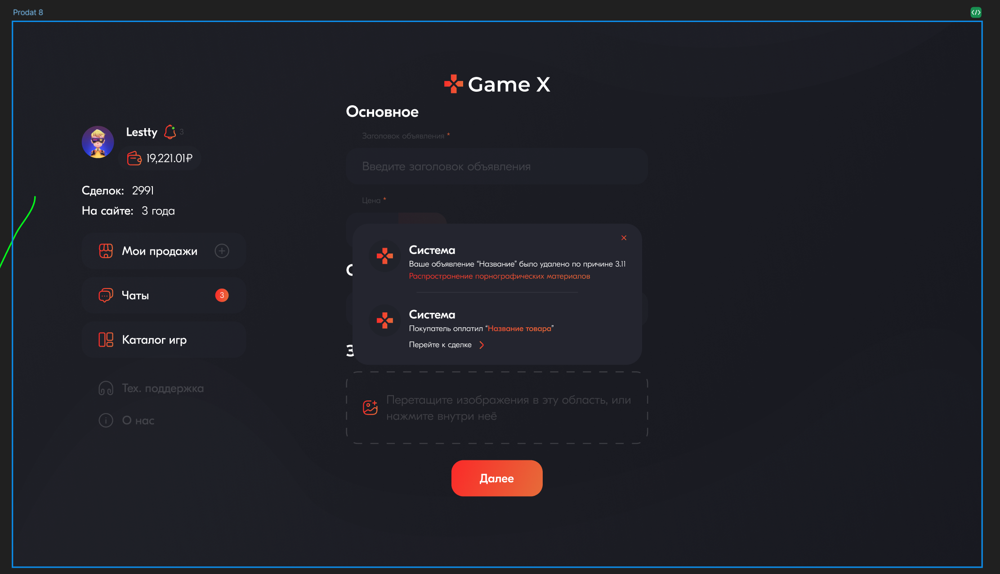 Prodat 8
Game X
Lestty 3
19,221.01₽
Сделок: 2991
На сайте: 3 года
Мои продажи
Чаты 3
Каталог игр
Тех. поддержка
О нас
Основное
Заголовок объявления *
Введите заголовок объявления
Цена *
Система
Ваше объявление “Название” было удалено по причине 3.11
Распространение порнографических материалов
Система
Покупатель оплатил “Название товара”
Перейте к сделке
Перетащите изображения в эту область, или
нажмите внутри неё
Далее